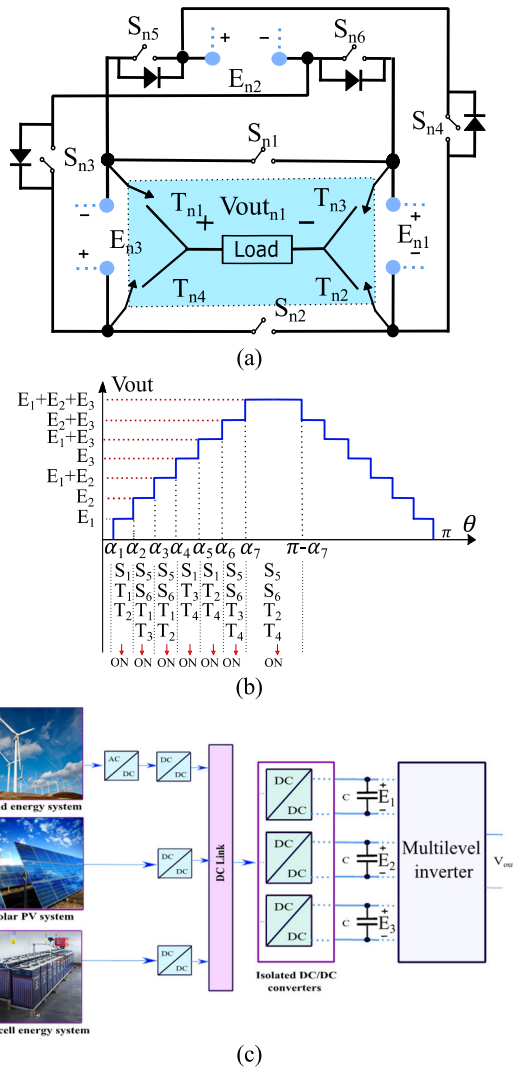 Sn5
+
−
Sn6
En2
Sn4
Sn1
Sn3
−
Tn1
+
Voutn1
−
Tn3
+
En3
Load
En1
+
−
Tn4
Tn2
Sn2
(a)
Vout
E1+E2+E3
E2+E3
E1+E3
E3
E1+E2
E2
E1
π
θ
α1 α2 α3 α4 α5 α6 α7 π-α7
S1 S5 S5 S1 S1 S5 S5
T1 S6 S6 T3 T2 S6 S6
T2 T1 T1 T4 T4 T3 T2
T3 T2 T4 T4
ON ON ON ON ON ON ON
(b)
AC
DC
DC
DC
d energy system
DC
DC
olar PV system
DC
DC
cell energy system
DC Link
DC
DC
C
+
E1
−
DC
DC
C
+
E2
−
DC
DC
C
+
E3
−
Isolated DC/DC
converters
Multilevel
inverter
Vou
(c)